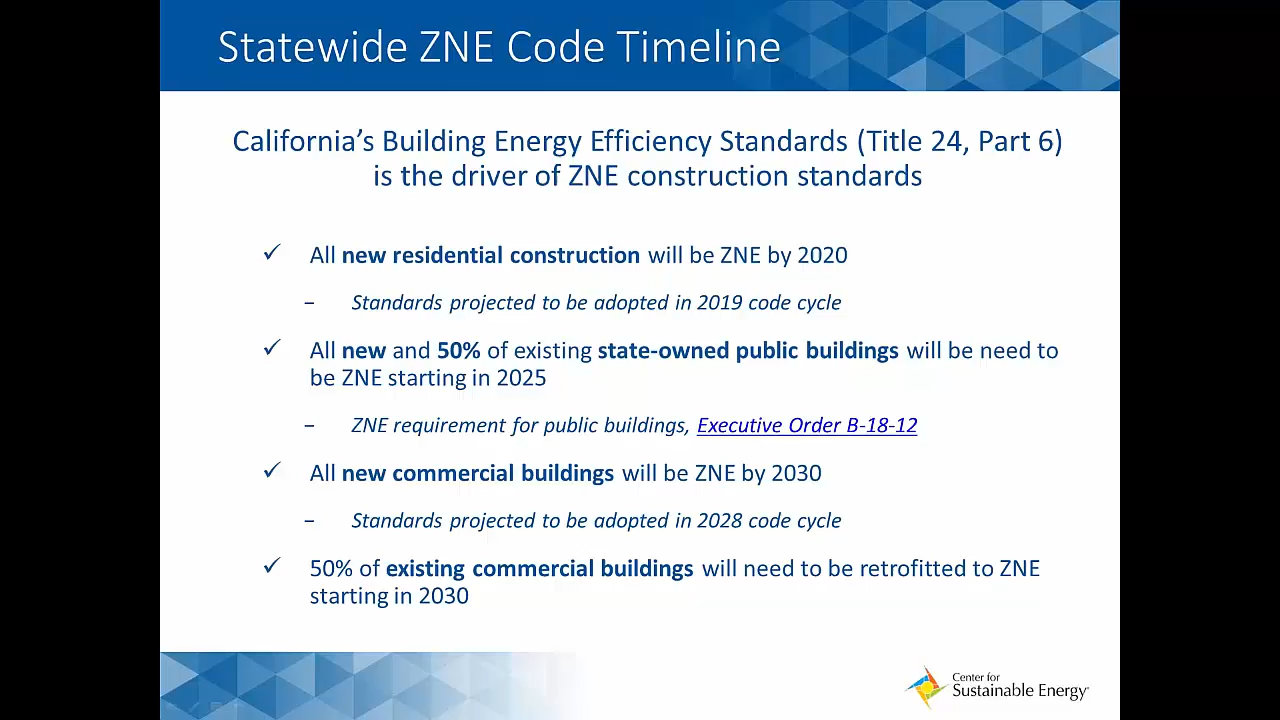 Statewide ZNE Code Timeline
California’s Building Energy Efficiency Standards (Title 24, Part 6)
is the driver of ZNE construction standards
✓ All new residential construction will be ZNE by 2020
– Standards projected to be adopted in 2019 code cycle
✓ All new and 50% of existing state-owned public buildings will be need to
be ZNE starting in 2025
– ZNE requirement for public buildings, Executive Order B-18-12
✓ All new commercial buildings will be ZNE by 2030
– Standards projected to be adopted in 2028 code cycle
✓ 50% of existing commercial buildings will need to be retrofitted to ZNE
starting in 2030
Center for
Sustainable Energy